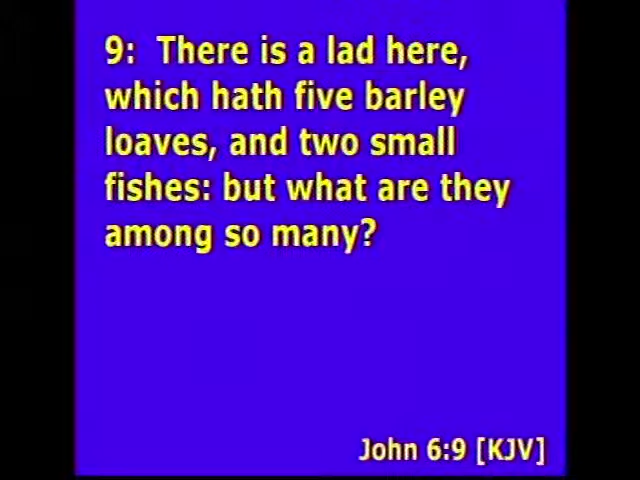 9:  There is a lad here,
which hath five barley
loaves, and two small
fishes: but what are they
among so many?
John 6:9 [KJV]